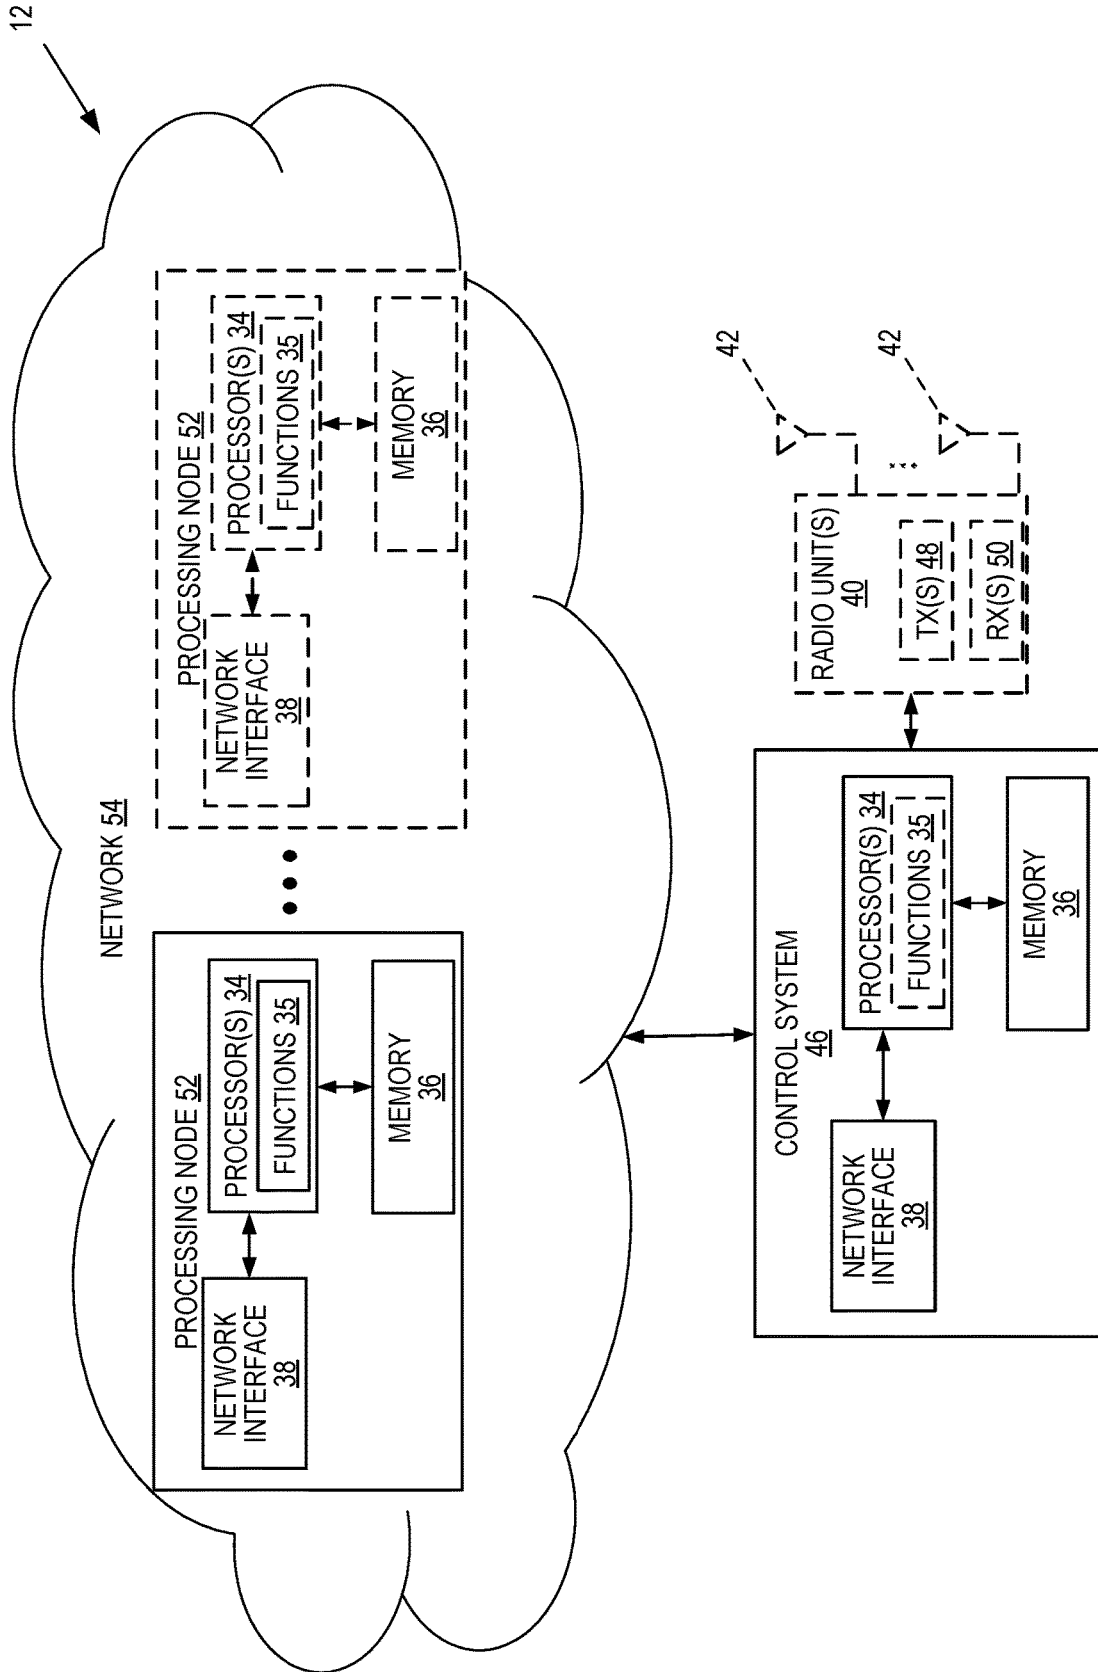 12
NETWORK 54
PROCESSING NODE 52
NETWORK
INTERFACE
38
PROCESSOR(S) 34
FUNCTIONS 35
MEMORY
36
PROCESSING NODE 52
NETWORK
INTERFACE
38
PROCESSOR(S) 34
FUNCTIONS 35
MEMORY
36
CONTROL SYSTEM
46
NETWORK
INTERFACE
38
PROCESSOR(S) 34
FUNCTIONS 35
MEMORY
36
RADIO UNIT(S)
40
TX(S) 48
RX(S) 50
42
42